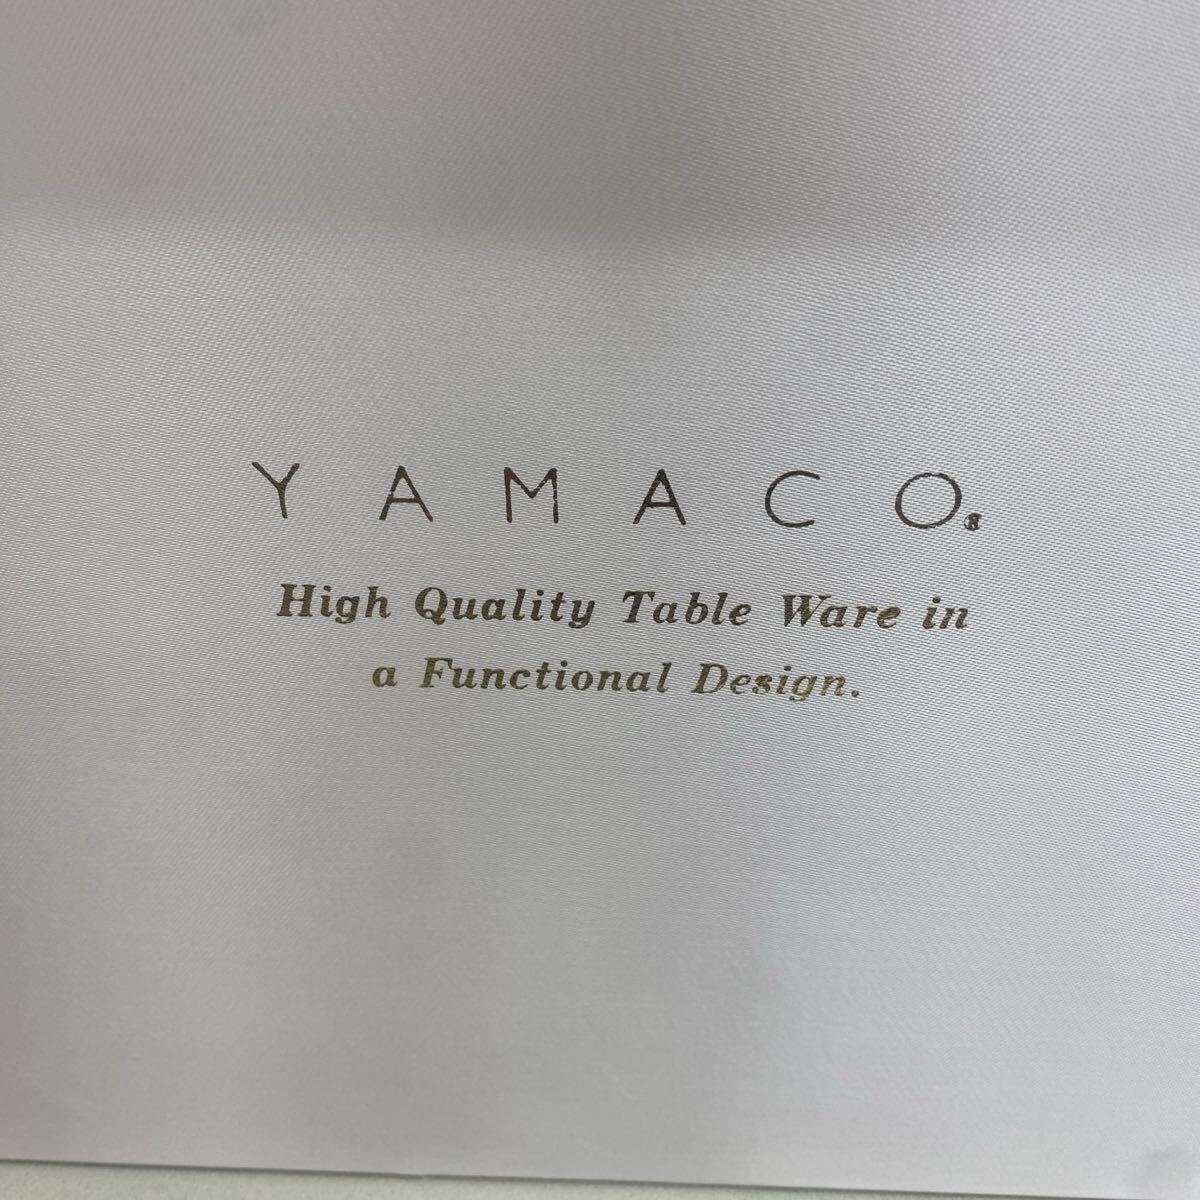 YAMACO®
High Quality Table Ware in
a Functional Design.